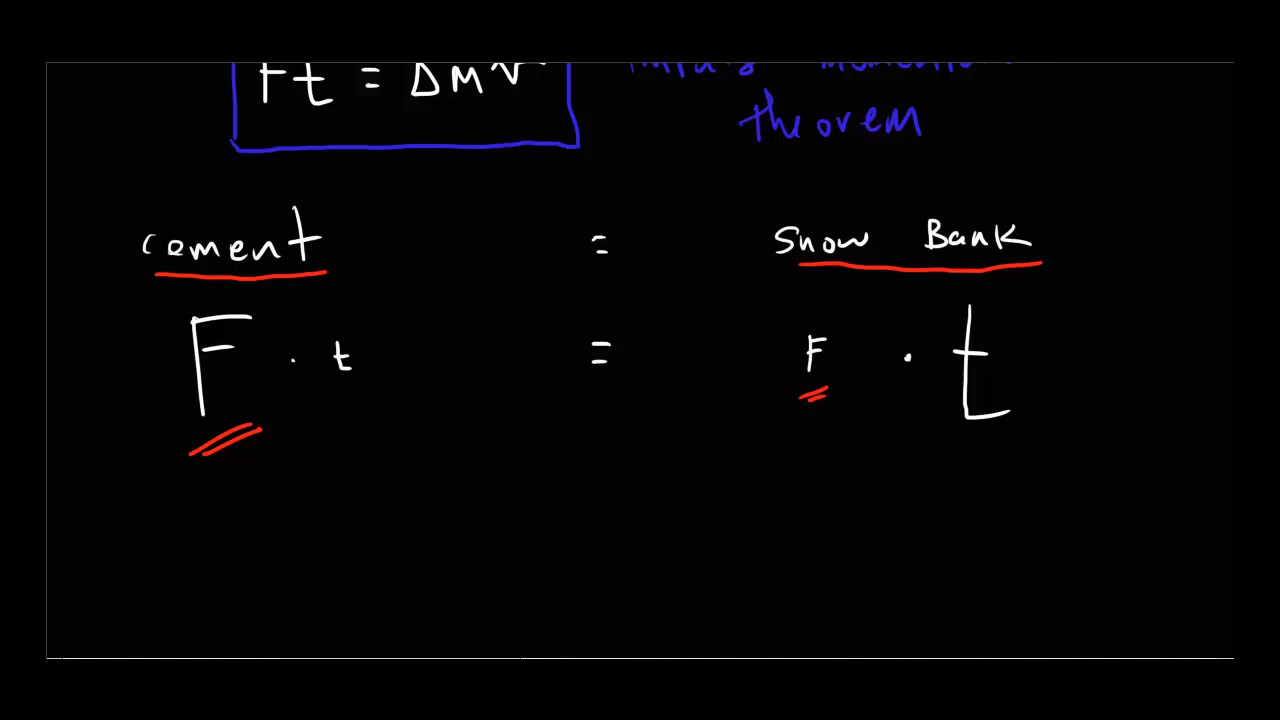 Ft = ΔMV
theorem
cement = Snow Bank
F · t = F · t